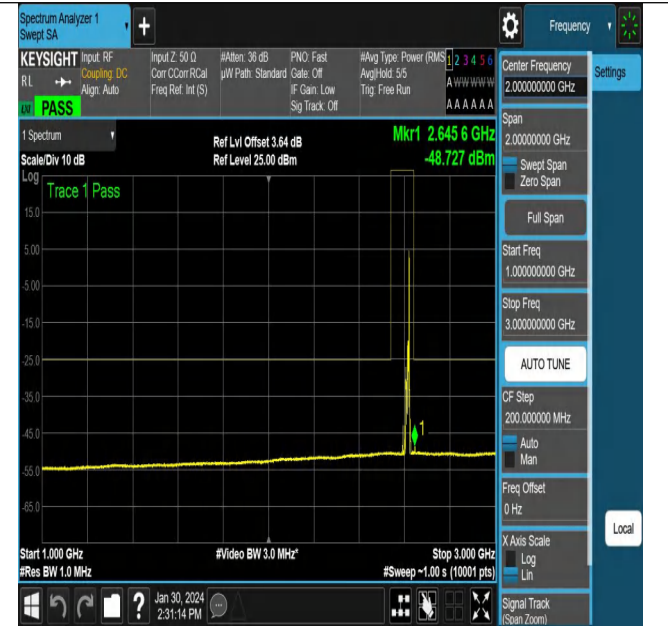 Spectrum Analyzer 1
Swept SA
Frequency
KEYSIGHT
RL
LXI PASS
Input: RF
Coupling: DC
Align: Auto
Input Z: 50 Ω
Corr CCorr RCal
Freq Ref: Int (S)
#Atten: 36 dB
µW Path: Standard
PNO: Fast
Gate: Off
IF Gain: Low
Sig Track: Off
#Avg Type: Power (RMS
Avg|Hold: 5/5
Trig: Free Run
1 2 3 4 5 6
A W W W W W
A A A A A A
1 Spectrum
Scale/Div 10 dB
Ref Lvl Offset 3.64 dB
Ref Level 25.00 dBm
Mkr1 2.645 6 GHz
-48.727 dBm
Log
Trace 1 Pass
15.0
5.00
-5.00
-15.0
-25.0
-35.0
-45.0
-55.0
-65.0
1
Start 1.000 GHz
#Res BW 1.0 MHz
#Video BW 3.0 MHz*
Stop 3.000 GHz
#Sweep ~1.00 s (10001 pts)
Center Frequency
2.00000000 GHz
Settings
Span
2.00000000 GHz
Swept Span
Zero Span
Full Span
Start Freq
1.000000000 GHz
Stop Freq
3.000000000 GHz
AUTO TUNE
CF Step
200.000000 MHz
Auto
Man
Freq Offset
0 Hz
X Axis Scale
Log
Lin
Local
Signal Track
(Span Zoom)
?
Jan 30, 2024
2:31:14 PM